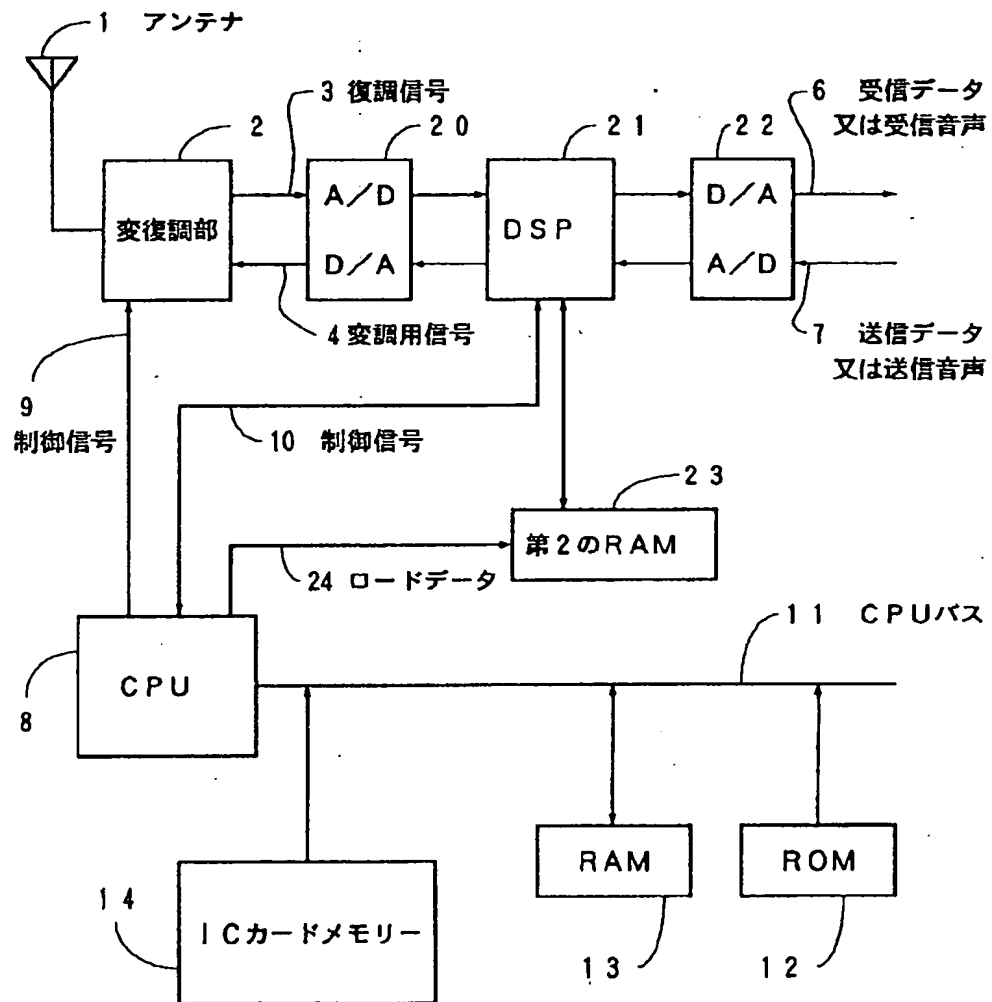 1 アンテナ
3 復調信号
2
20
21
22
6 受信データ
又は受信音声
変復調部
A/D
D/A
DSP
D/A
A/D
4 変調用信号
7 送信データ
又は送信音声
9
制御信号
10 制御信号
23
第2のRAM
24 ロードデータ
11 CPUバス
CPU
8
RAM
ROM
14
ICカードメモリー
13
12